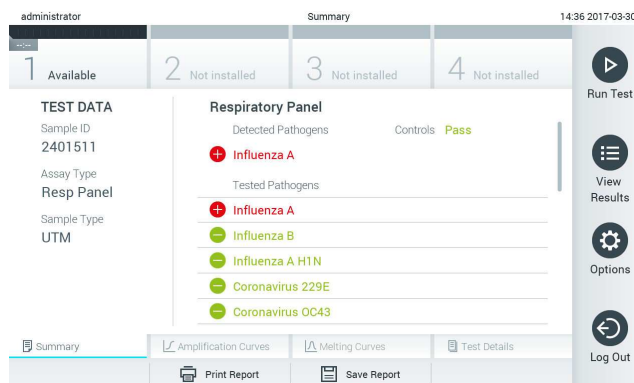 administrator Summary 14:36 2017-03-30
--:--
1 Available 2 Not installed 3 Not installed 4 Not installed
Run Test
TEST DATA
Sample ID
2401511
Assay Type
Resp Panel
Sample Type
UTM
Respiratory Panel
Detected Pathogens Controls Pass
Influenza A
Tested Pathogens
Influenza A
Influenza B
Influenza A H1N
Coronavirus 229E
Coronavirus OC43
View
Results
Options
Log Out
Summary Amplification Curves Melting Curves Test Details
Print Report Save Report